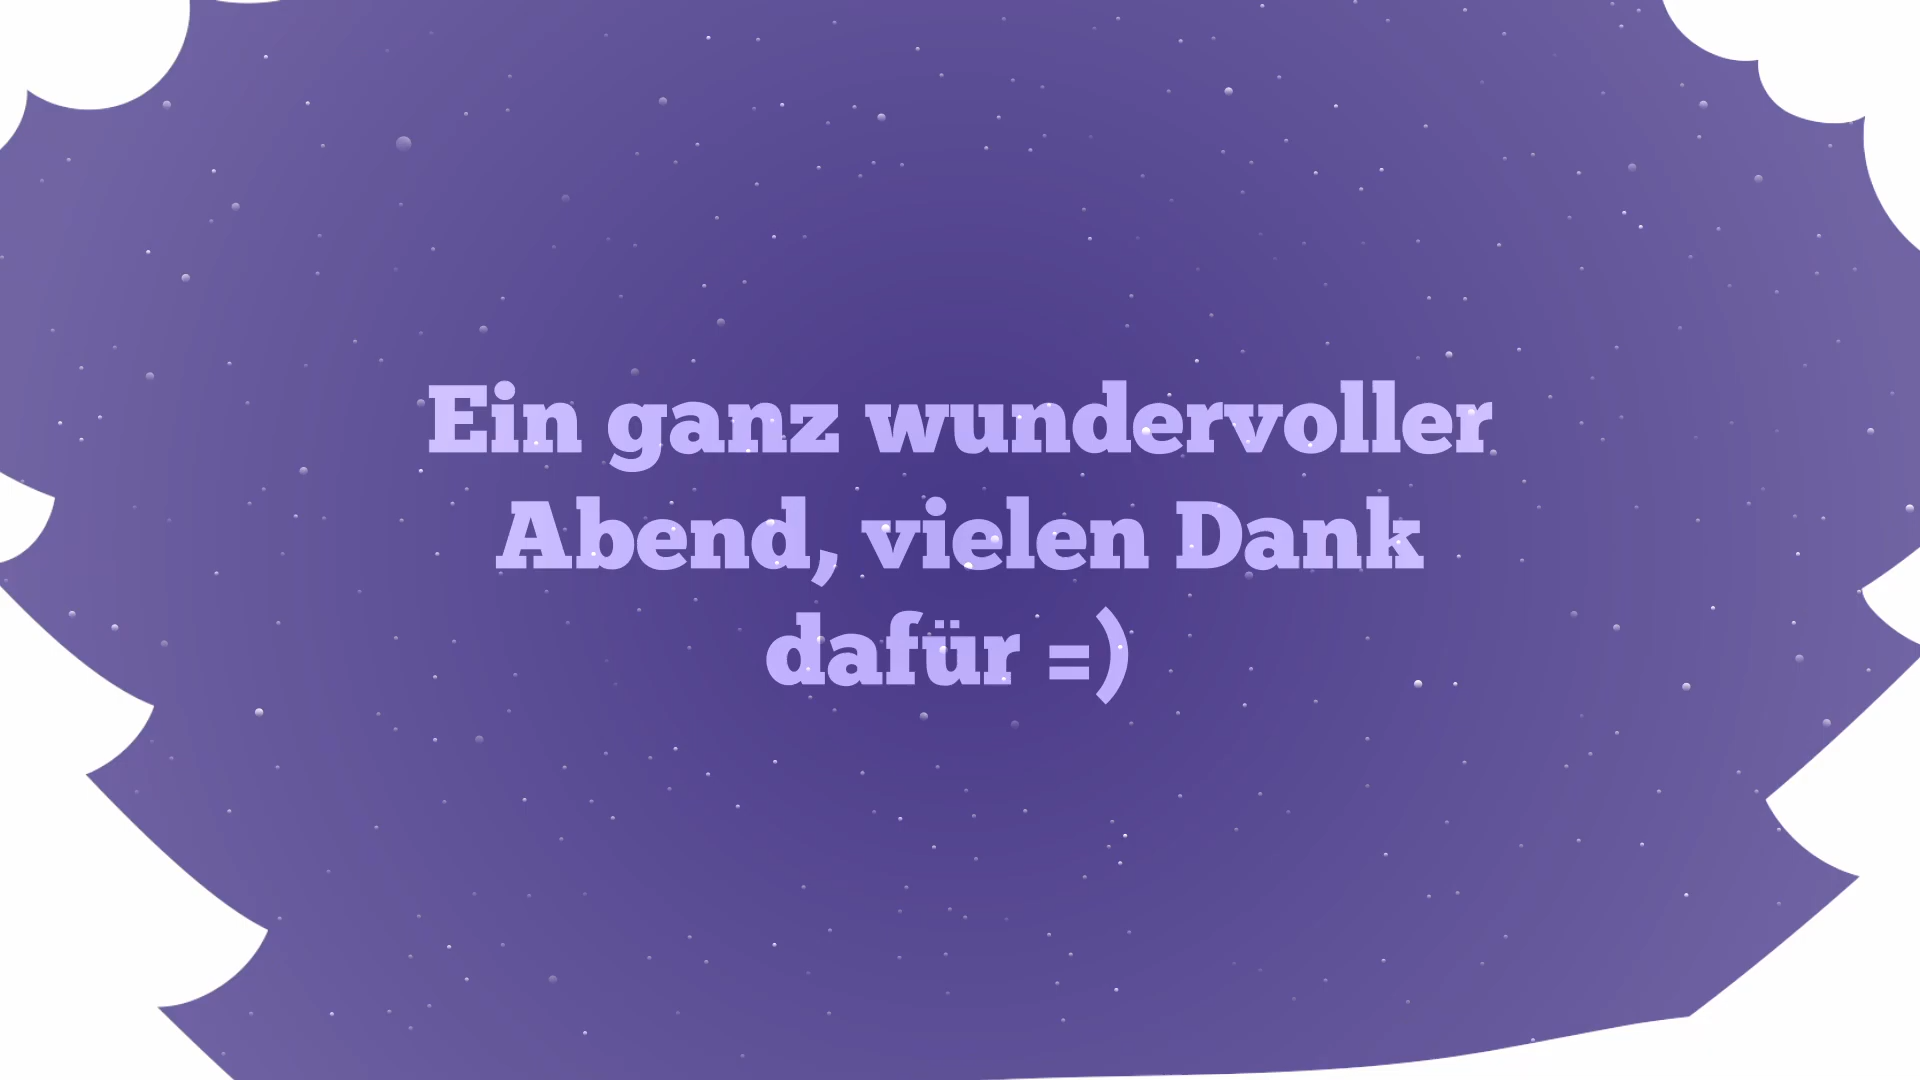 Ein ganz wundervoller
Abend, vielen Dank
dafür =)